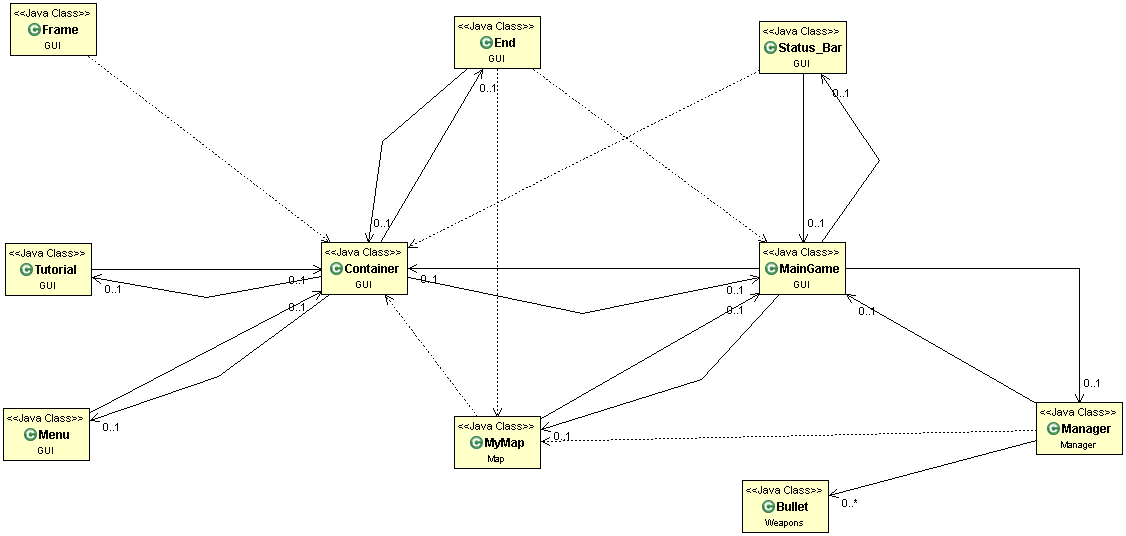 <<Java Class>>
Frame
GUI
<<Java Class>>
End
GUI
<<Java Class>>
Status_Bar
GUI
0..1
0..1
0..1
0..1
<<Java Class>>
Tutorial
GUI
0..1
0..1
<<Java Class>>
Container
GUI
0..1
0..1
<<Java Class>>
MainGame
GUI
0..1
0..1
0..1
0..1
<<Java Class>>
Menu
GUI
0..1
<<Java Class>>
MyMap
Map
0..1
<<Java Class>>
Manager
Manager
<<Java Class>>
Bullet
Weapons
0..*